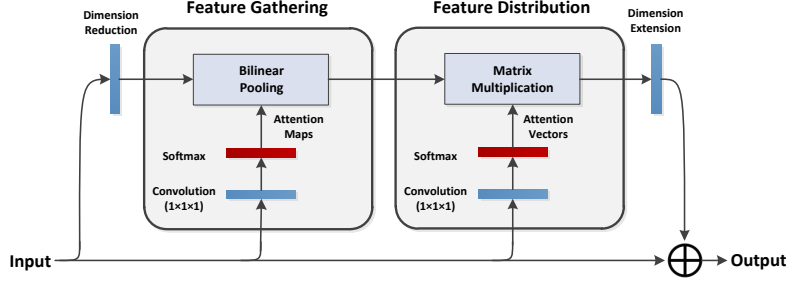 Feature Gathering
Feature Distribution
Dimension
Reduction
Dimension
Extension
Bilinear
Pooling
Matrix
Multiplication
Attention
Maps
Attention
Vectors
Softmax
Softmax
Convolution
(1×1×1)
Convolution
(1×1×1)
Input
Output